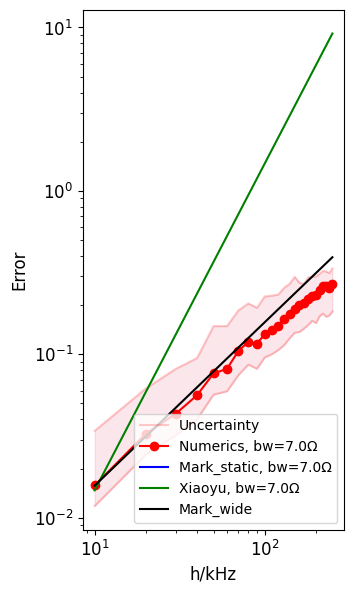 10¹
10⁰
10⁻¹
10⁻²
Error
Uncertainty
Numerics, bw=7.0Ω
Mark_static, bw=7.0Ω
Xiaoyu, bw=7.0Ω
Mark_wide
10¹ 10²
h/kHz